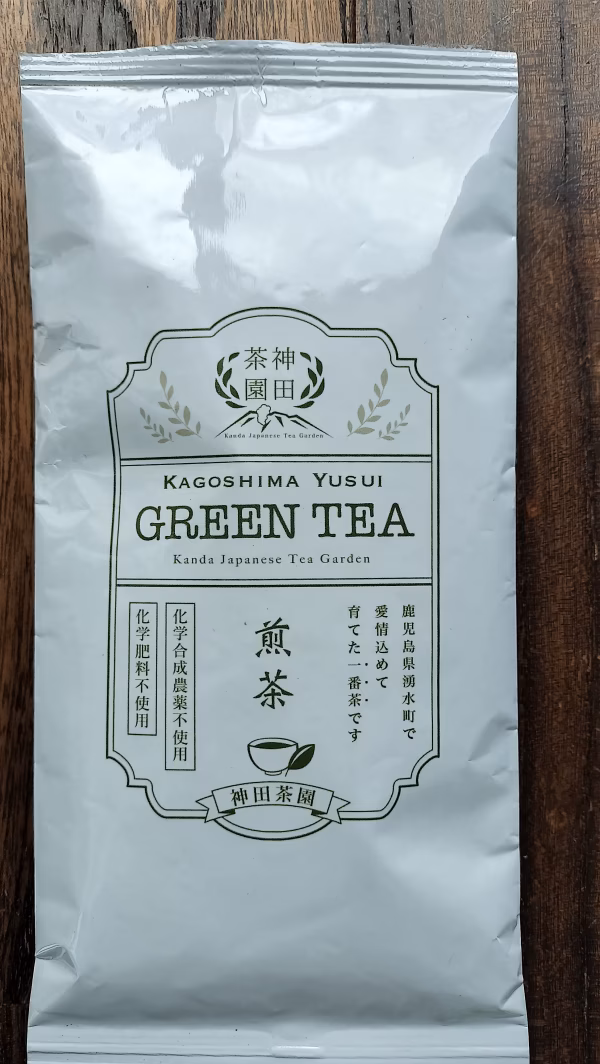 神田
茶園
Kanda Japanese Tea Garden
KAGOSHIMA YUSUI
GREEN TEA
Kanda Japanese Tea Garden
鹿児島県湧水町で
愛情込めて
育てた一番茶です
煎茶
化学合成農薬不使用
化学肥料不使用
神田茶園